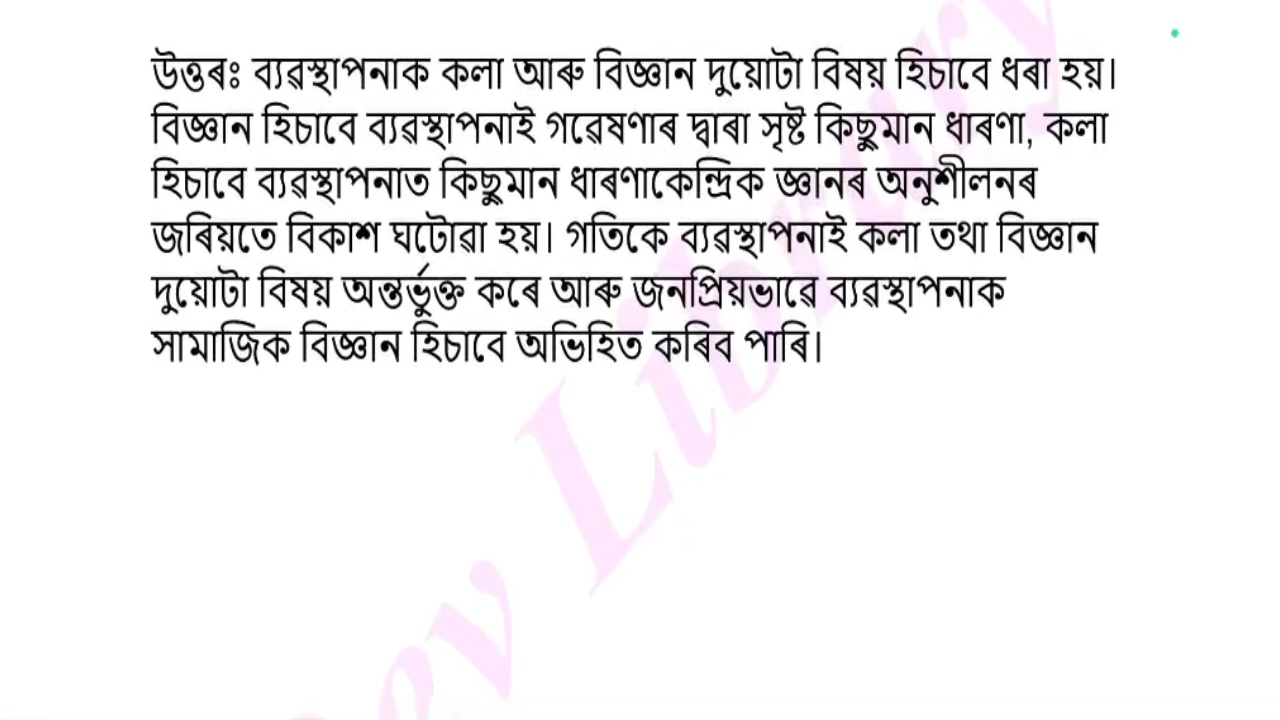 উত্তৰঃ ব্যৱস্থাপনাক কলা আৰু বিজ্ঞান দুয়োটা বিষয় হিচাবে ধৰা হয়।
বিজ্ঞান হিচাবে ব্যৱস্থাপনাই গৱেষণাৰ দ্বাৰা সৃষ্ট কিছুমান ধাৰণা, কলা
হিচাবে ব্যৱস্থাপনাত কিছুমান ধাৰণাকেন্দ্ৰিক জ্ঞানৰ অনুশীলনৰ
জৰিয়তে বিকাশ ঘটোৱা হয়। গতিকে ব্যৱস্থাপনাই কলা তথা বিজ্ঞান
দুয়োটা বিষয় অন্তৰ্ভুক্ত কৰে আৰু জনপ্ৰিয়ভাৱে ব্যৱস্থাপনাক
সামাজিক বিজ্ঞান হিচাবে অভিহিত কৰিব পাৰি।
Library